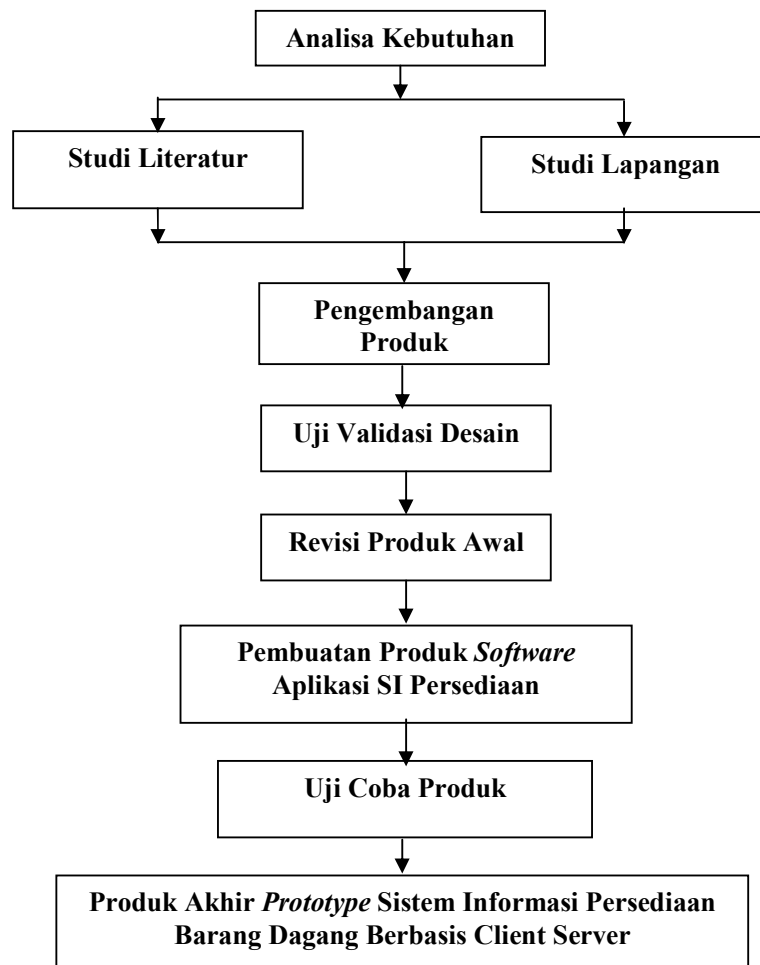 Analisa Kebutuhan
Studi Literatur
Studi Lapangan
Pengembangan
Produk
Uji Validasi Desain
Revisi Produk Awal
Pembuatan Produk Software
Aplikasi SI Persediaan
Uji Coba Produk
Produk Akhir Prototype Sistem Informasi Persediaan
Barang Dagang Berbasis Client Server